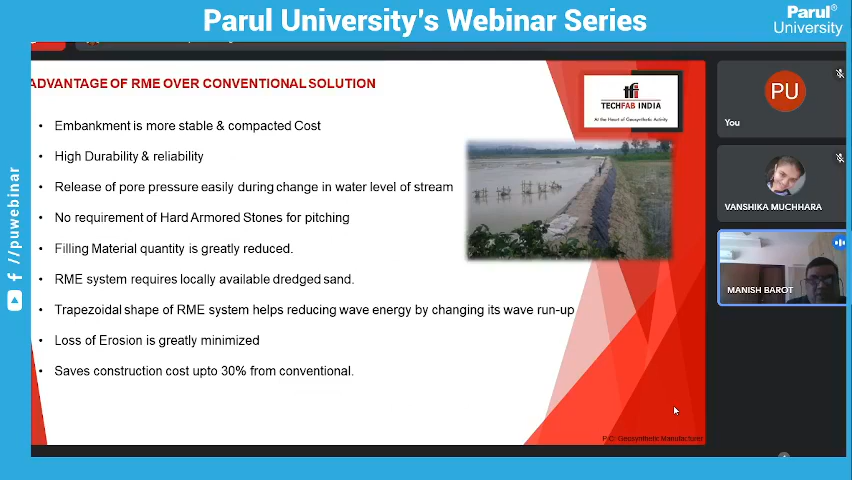 Parul University's Webinar Series
Parul®
University
ADVANTAGE OF RME OVER CONVENTIONAL SOLUTION
TECHFAB INDIA
At the Heart of Geosynthetic Activity
• Embankment is more stable & compacted Cost
• High Durability & reliability
• Release of pore pressure easily during change in water level of stream
• No requirement of Hard Armored Stones for pitching
• Filling Material quantity is greatly reduced.
• RME system requires locally available dredged sand.
• Trapezoidal shape of RME system helps reducing wave energy by changing its wave run-up
• Loss of Erosion is greatly minimized
• Saves construction cost upto 30% from conventional.
P.C: Geosynthetic Manufacturer
PU
You
VANSHIKA MUCHHARA
MANISH BAROT
/puwebinar